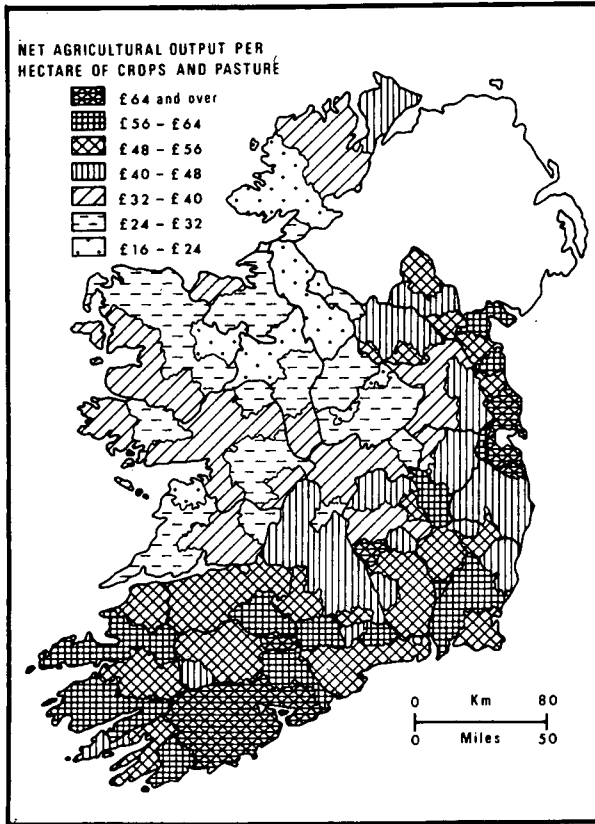 NET AGRICULTURAL OUTPUT PER
HECTARE OF CROPS AND PASTURE
£64 and over
£56 – £64
£48 – £56
£40 – £48
£32 – £40
£24 – £32
£16 – £24
0 Km 80
0 Miles 50